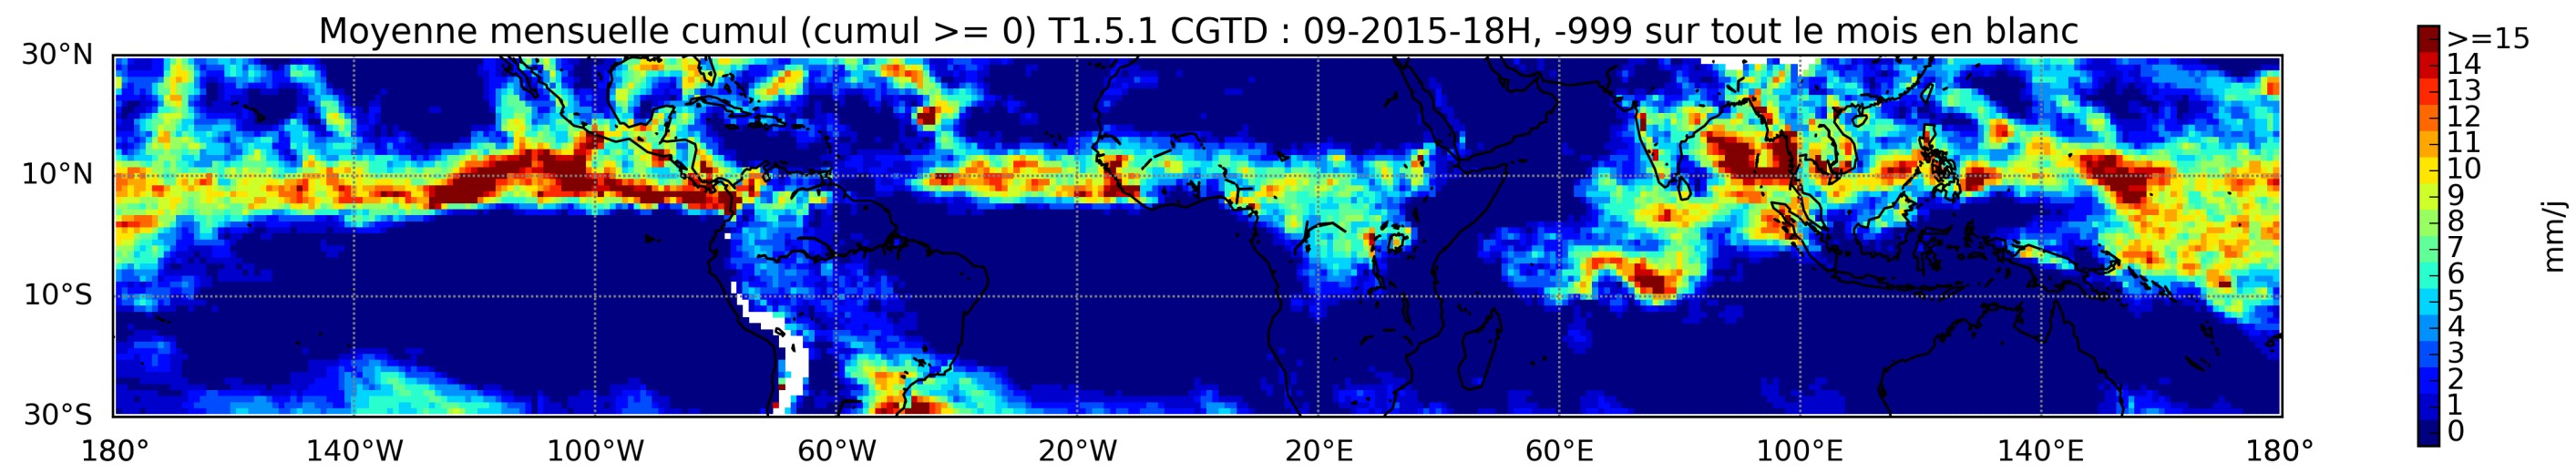 Moyenne mensuelle cumul (cumul >= 0) T1.5.1 CGTD : 09-2015-18H, -999 sur tout le mois en blanc
30°N
10°N
10°S
30°S
180°
140°W
100°W
60°W
20°W
20°E
60°E
100°E
140°E
180°
>=15
14
13
12
11
10
9
8
7
6
5
4
3
2
1
0
mm/j